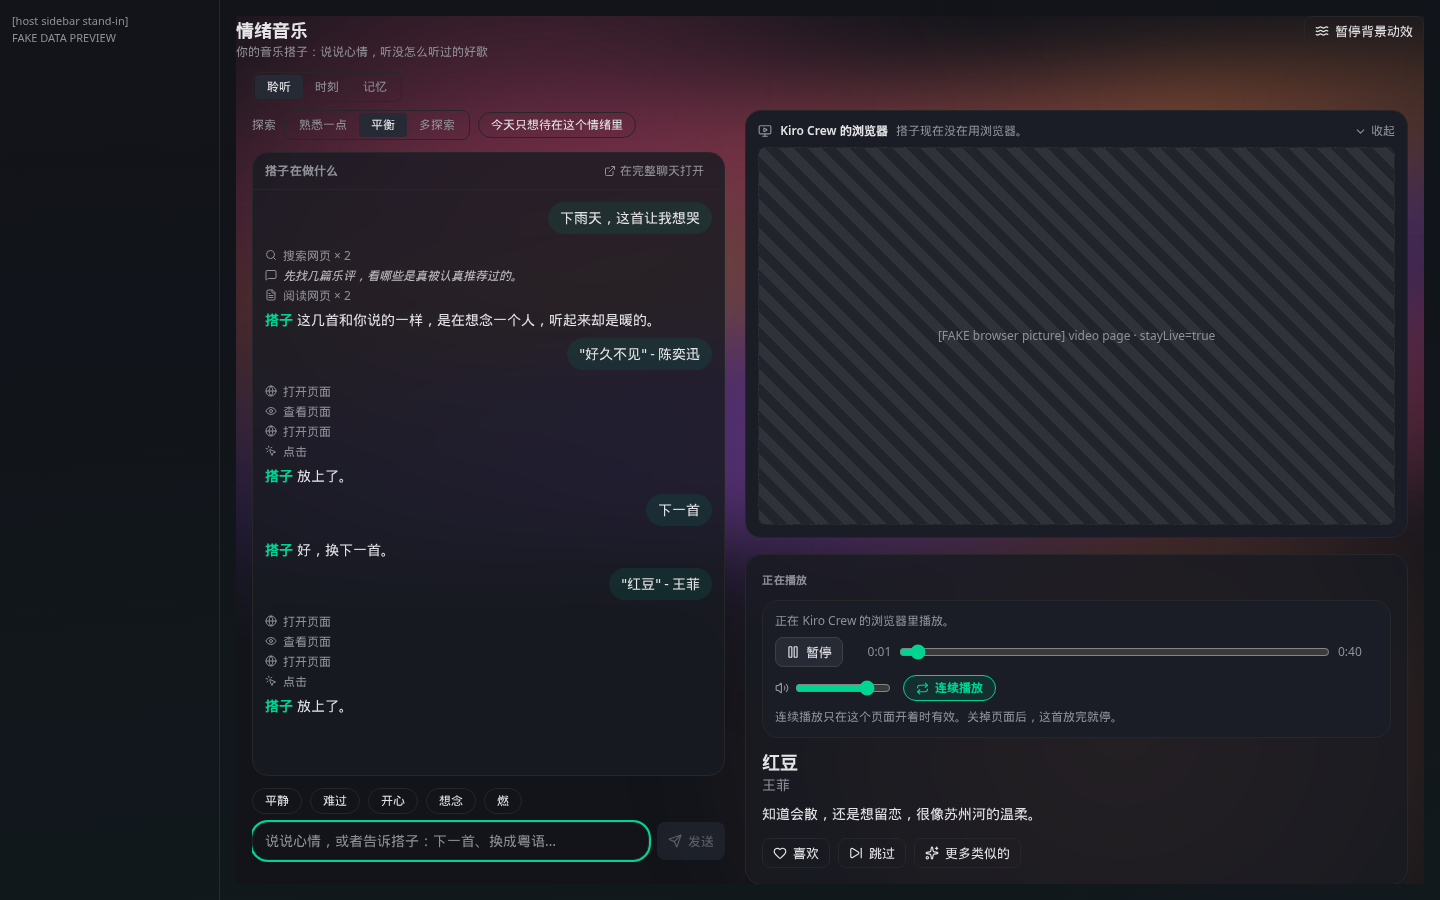 [host sidebar stand-in]
FAKE DATA PREVIEW
情绪音乐
你的音乐搭子：说说心情，听没怎么听过的好歌
暂停背景动效
聆听
时刻
记忆
探索
熟悉一点
平衡
多探索
今天只想待在这个情绪里
搭子在做什么
在完整聊天打开
下雨天，这首让我想哭
搜索网页 × 2
先找几篇乐评，看哪些是真被认真推荐过的。
阅读网页 × 2
搭子 这几首和你说的一样，是在想念一个人，听起来却是暖的。
"好久不见" - 陈奕迅
打开页面
查看页面
打开页面
点击
搭子 放上了。
下一首
搭子 好，换下一首。
"红豆" - 王菲
打开页面
查看页面
打开页面
点击
搭子 放上了。
平静
难过
开心
想念
燃
说说心情，或者告诉搭子：下一首、换成粤语...
发送
Kiro Crew 的浏览器
搭子现在没在用浏览器。
收起
[FAKE browser picture] video page · stayLive=true
正在播放
正在 Kiro Crew 的浏览器里播放。
暂停
0:01
0:40
连续播放
连续播放只在这个页面开着时有效。关掉页面后，这首放完就停。
红豆
王菲
知道会散，还是想留恋，很像苏州河的温柔。
喜欢
跳过
更多类似的